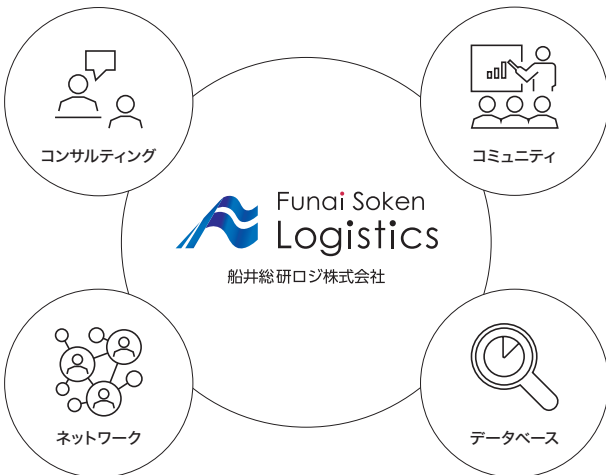 コンサルティング
コミュニティ
Funai Soken
Logistics
船井総研ロジ株式会社
ネットワーク
データベース